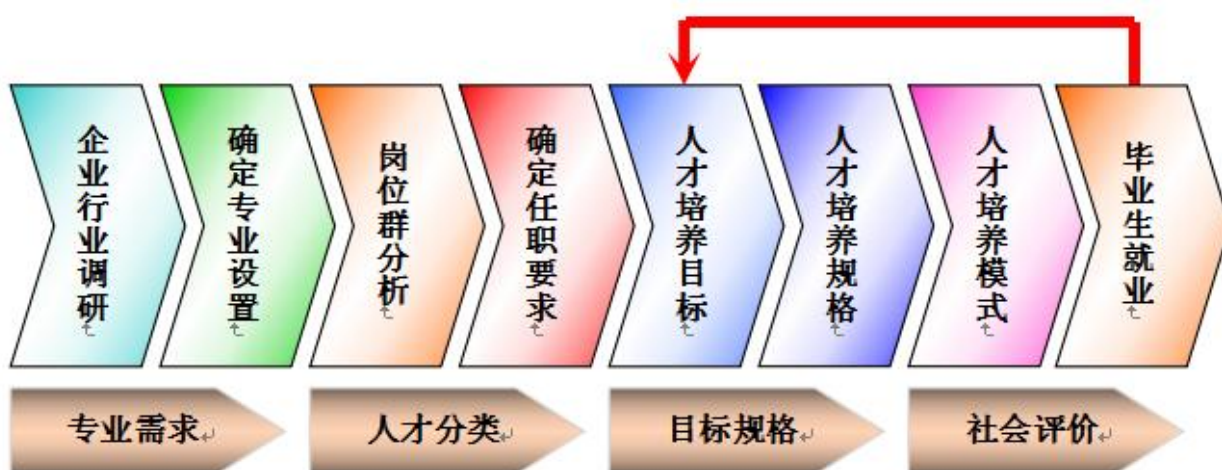 企业行业调研
确定专业设置
岗位群分析
确定任职要求
人才培养目标
人才培养规格
人才培养模式
毕业生就业
专业需求
人才分类
目标规格
社会评价